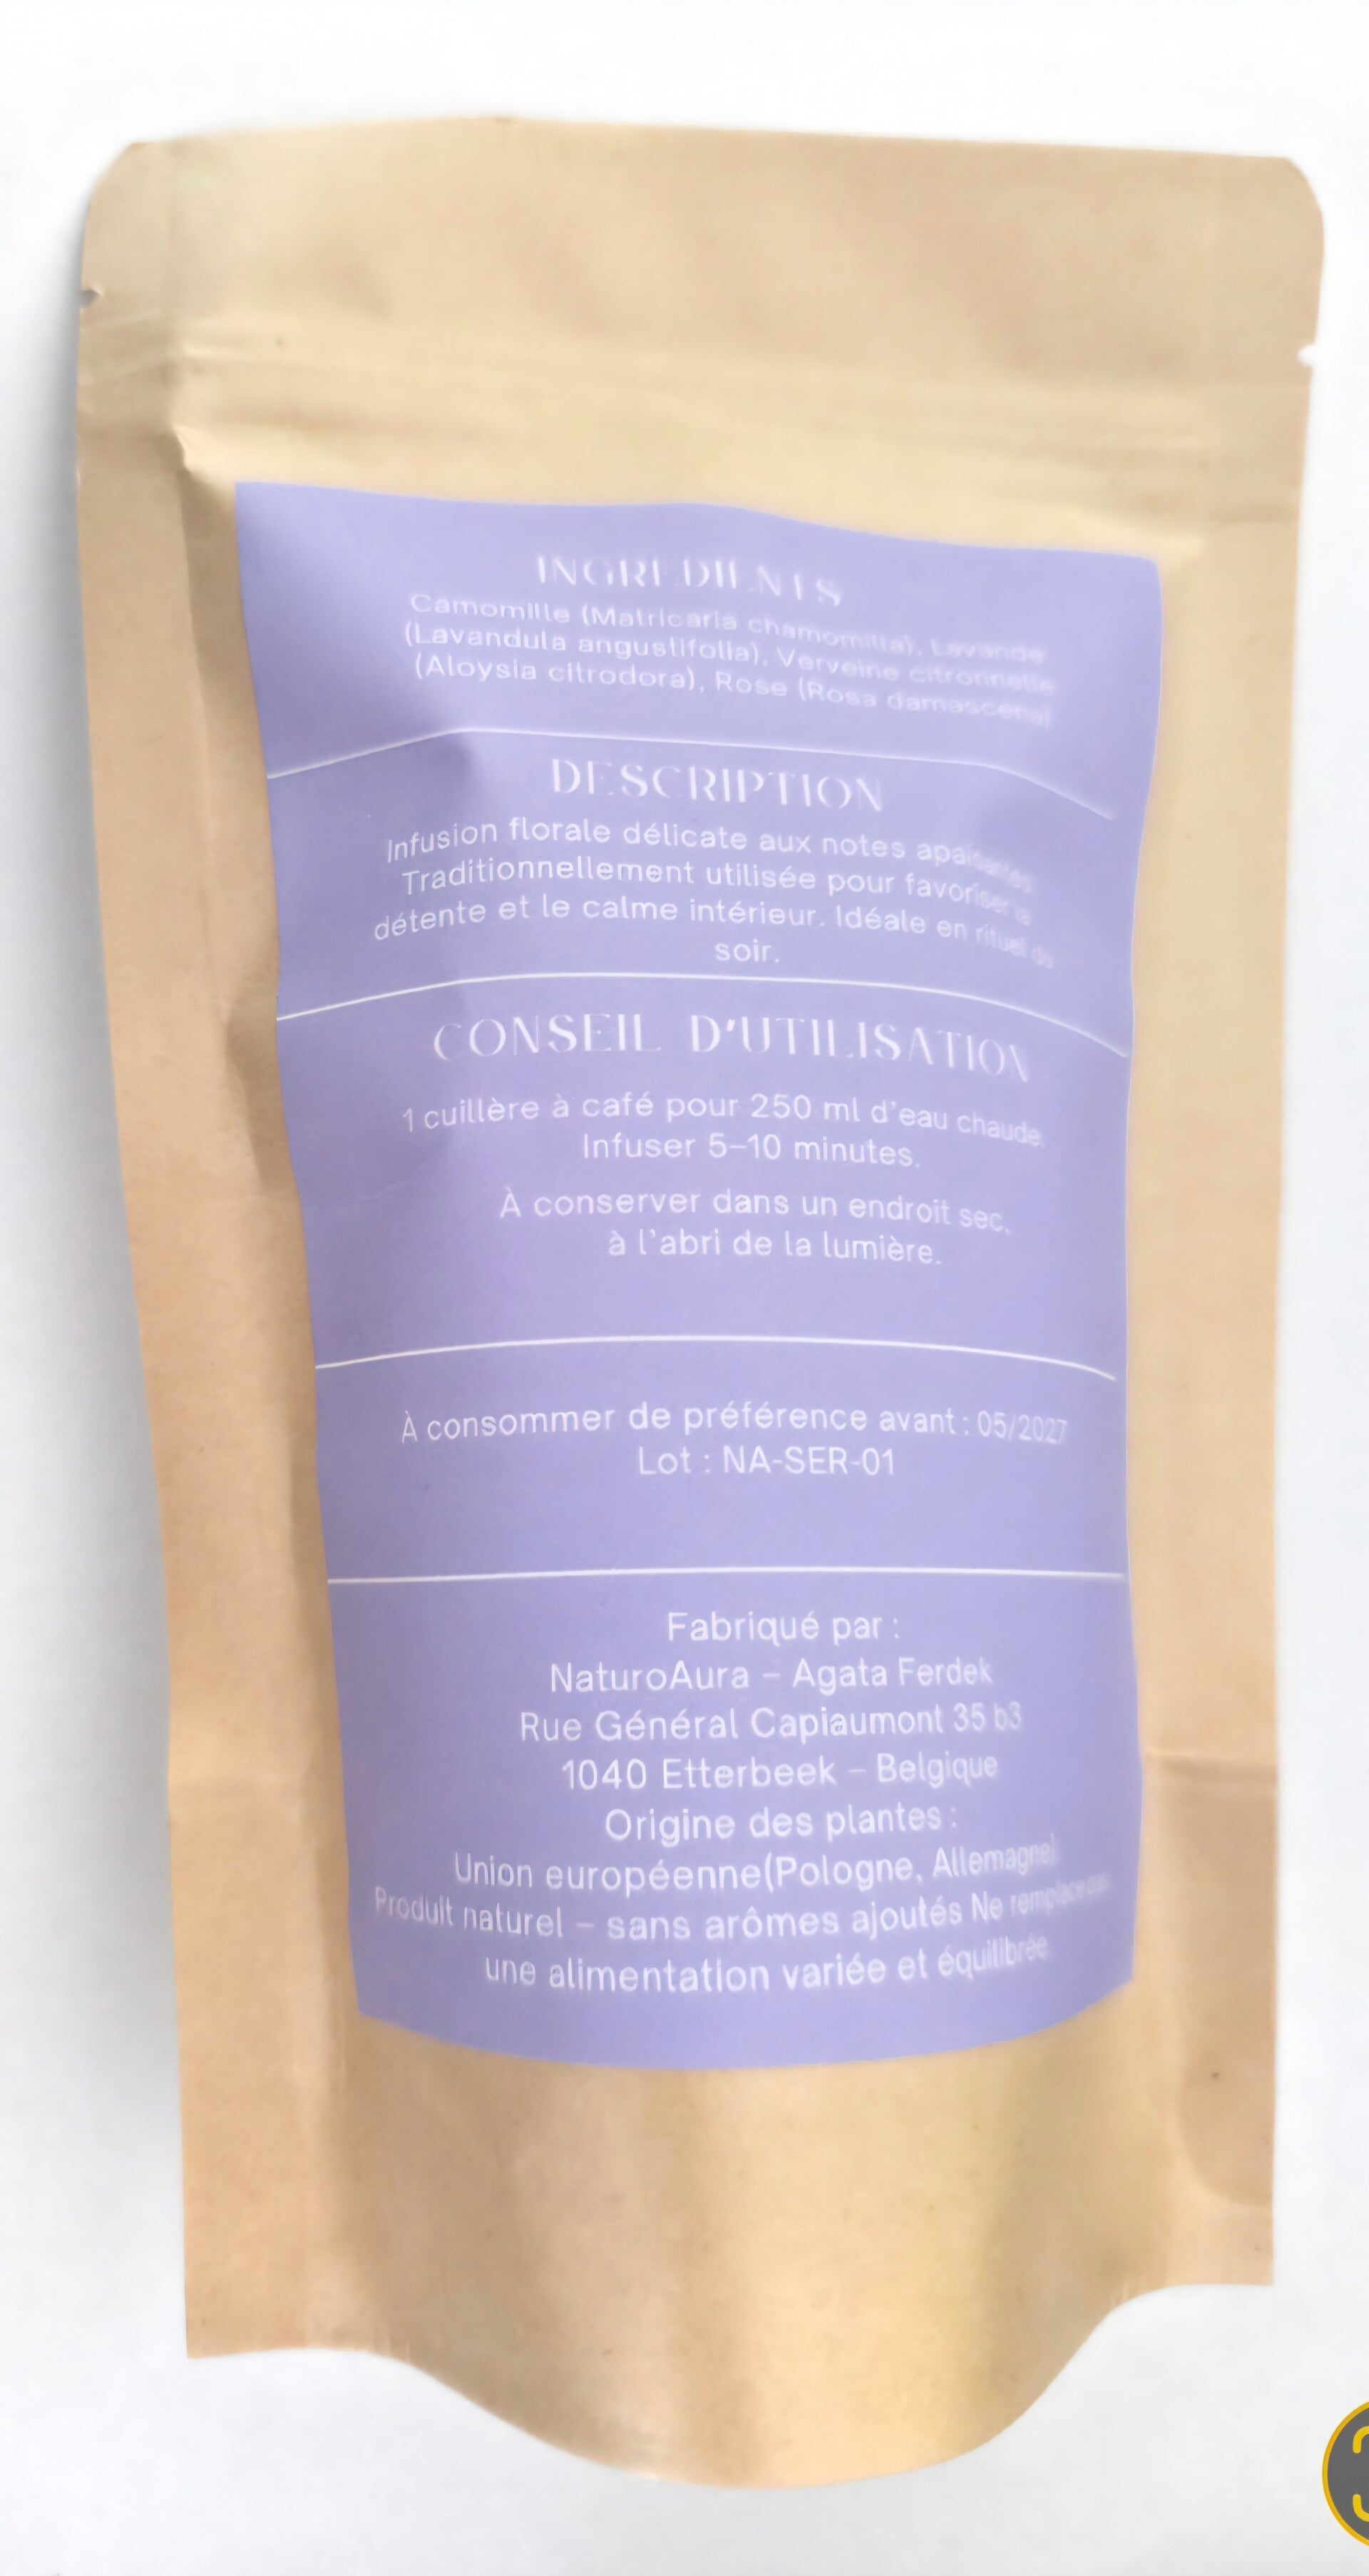 INGREDIENTS
Camomille (Matricaria chamomilla), Lavande
(Lavandula angustifolia), Verveine citronnelle
(Aloysia citrodora), Rose (Rosa damascena)
DESCRIPTION
Infusion florale délicate aux notes apaisantes
Traditionnellement utilisée pour favoriser la
détente et le calme intérieur. Idéale en rituel du
soir.
CONSEIL D'UTILISATION
1 cuillère à café pour 250 ml d'eau chaude.
Infuser 5–10 minutes.
À conserver dans un endroit sec,
à l'abri de la lumière.
À consommer de préférence avant : 05/2027
Lot : NA-SER-01
Fabriqué par :
NaturoAura – Agata Ferdek
Rue Général Capiaumont 35 b3
1040 Etterbeek – Belgique
Origine des plantes :
Union européenne(Pologne, Allemagne)
Produit naturel – sans arômes ajoutés Ne remplace pas
une alimentation variée et équilibrée